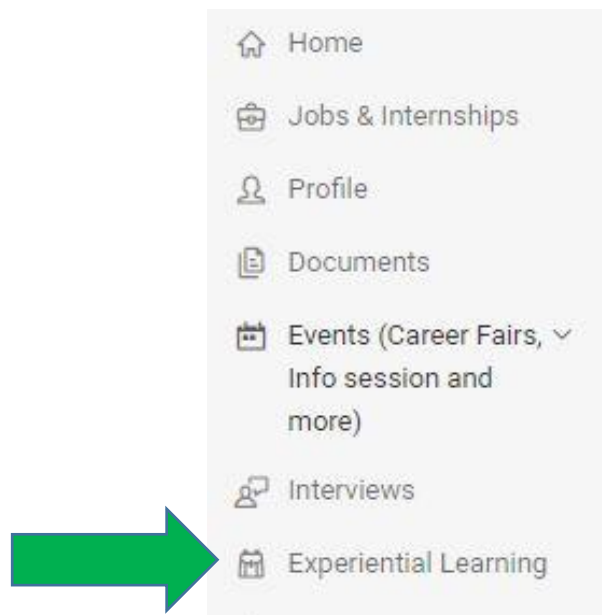 Home
Jobs & Internships
Profile
Documents
Events (Career Fairs,
Info session and
more)
Interviews
Experiential Learning